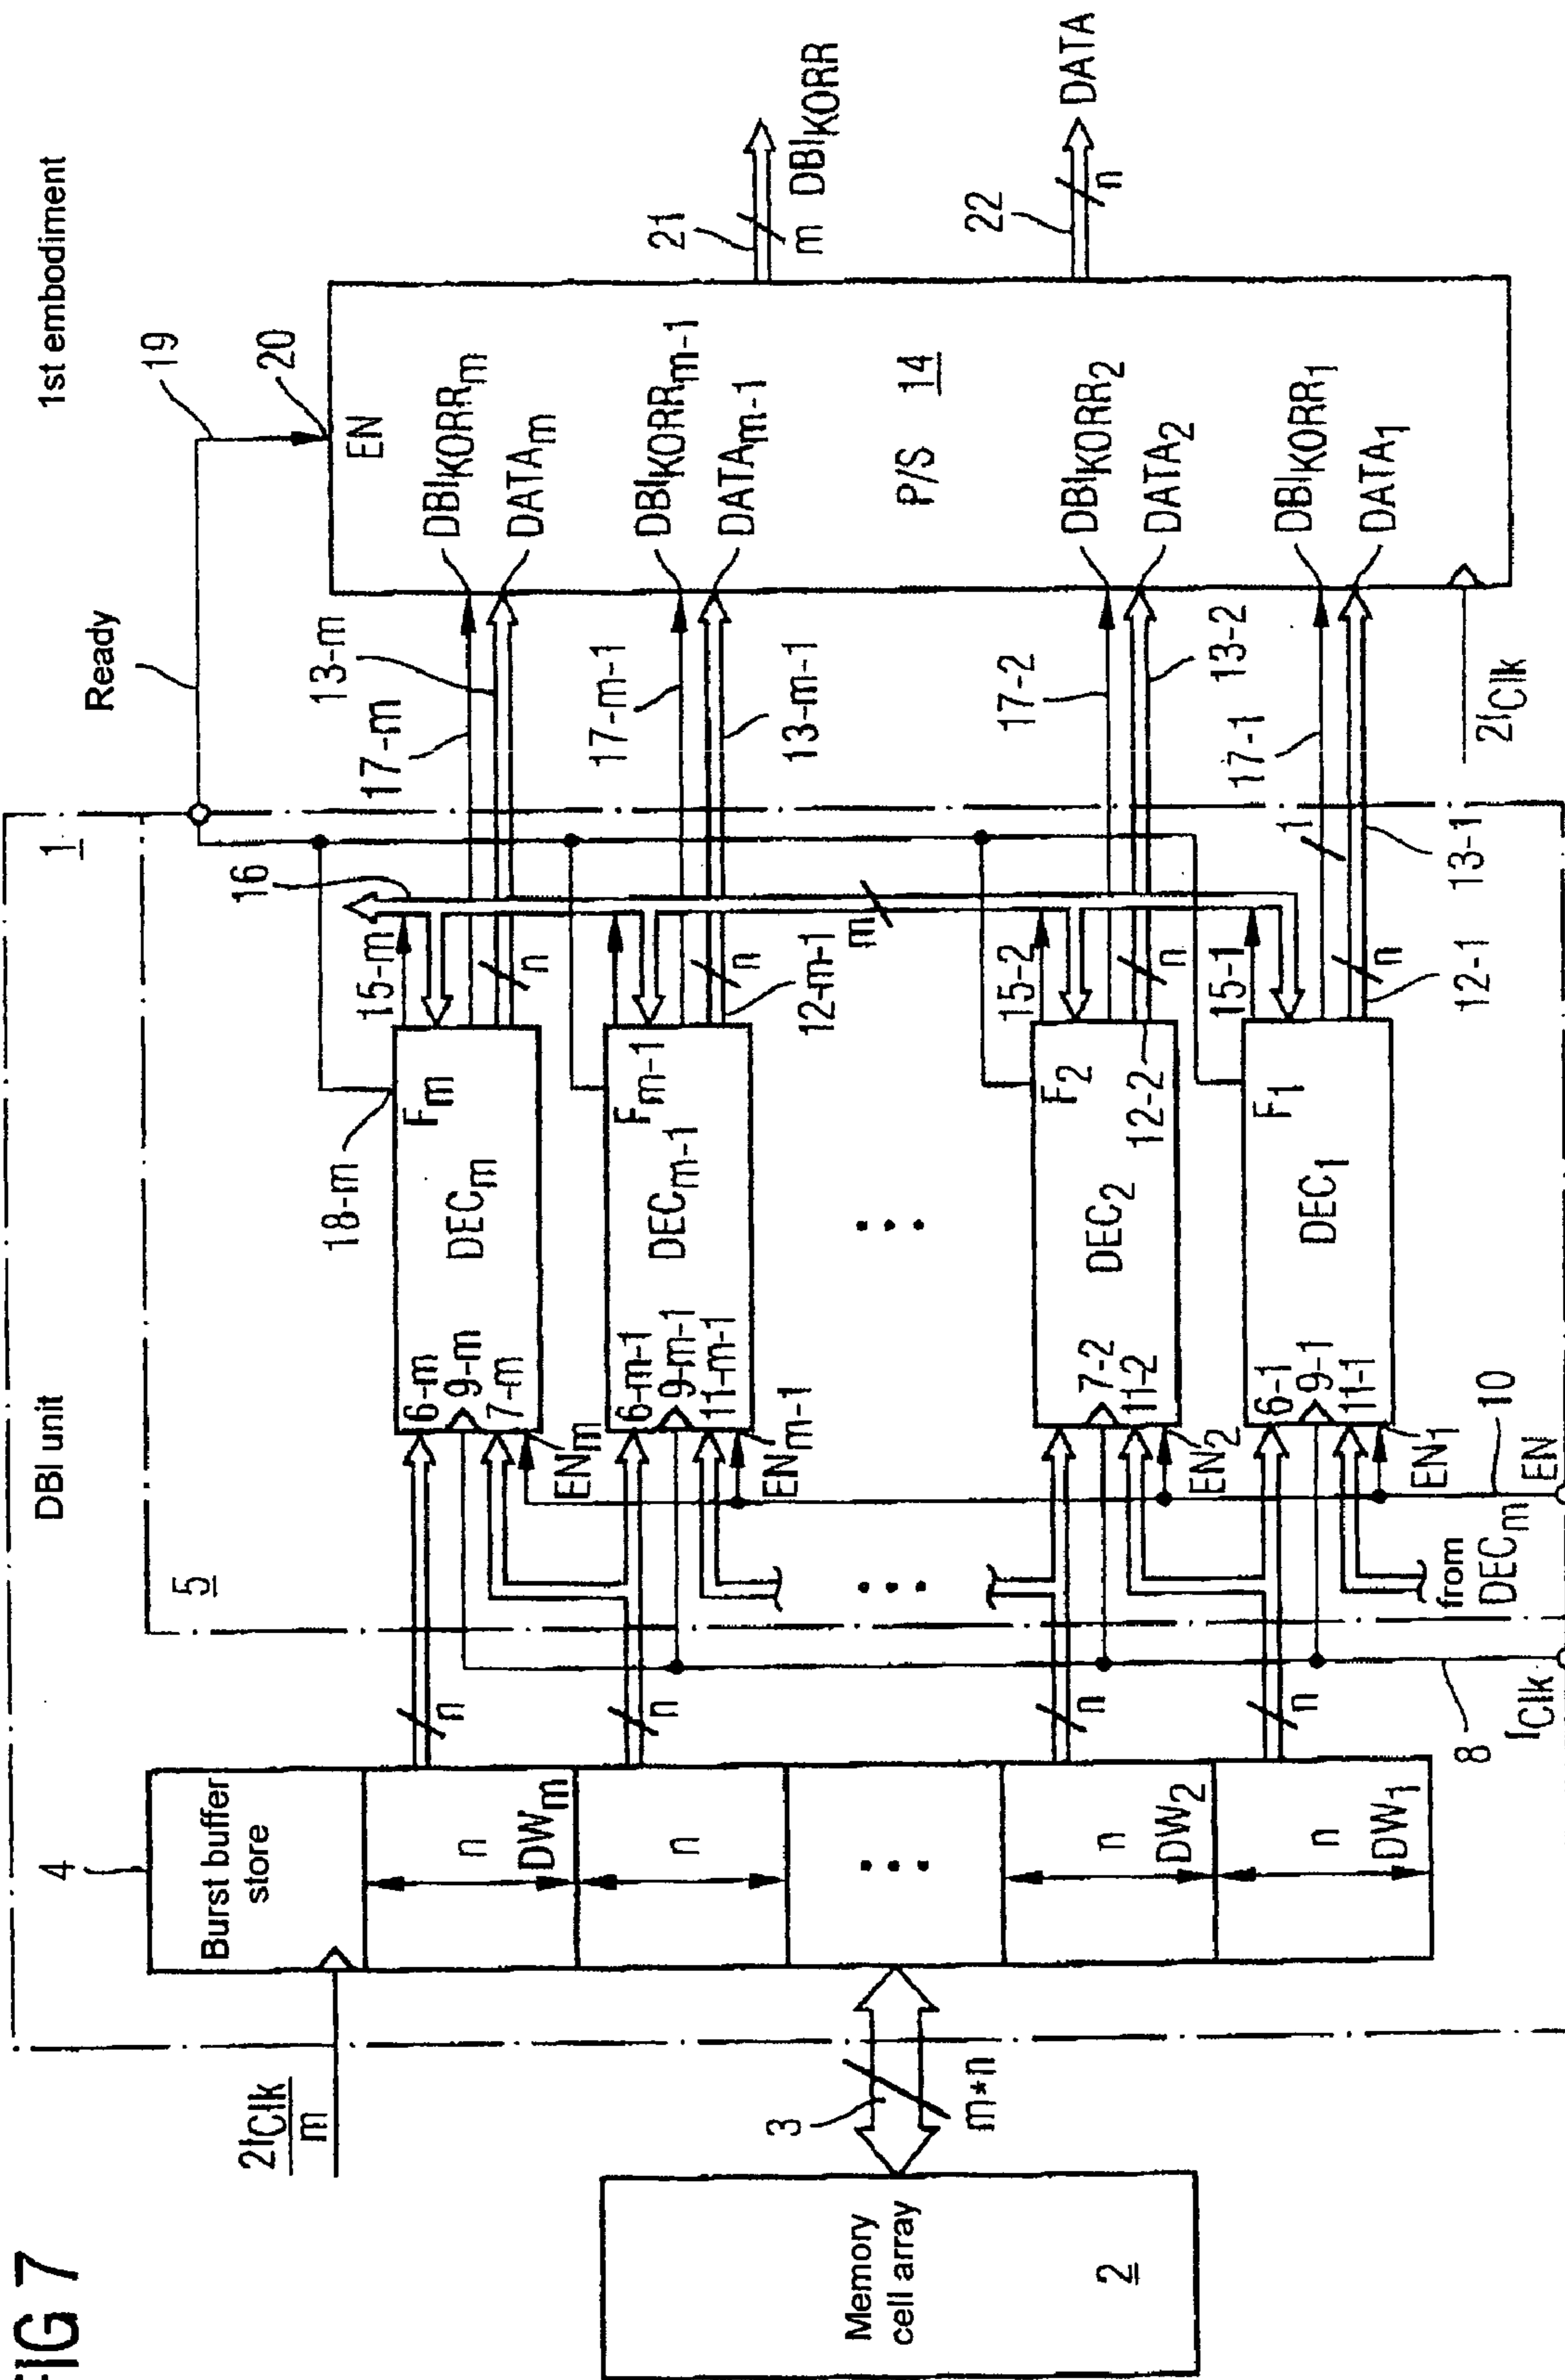 FIG 7
1st embodiment
DBI unit
1
5
Ready
19
20
EN
Memory
cell array
2
3
m*n
2fClk
m
4
Burst buffer
store
n
DWm
n
n
DW2
n
DW1
n
n
n
n
8
fClk
10
EN
from
DECm
6-m
9-m
7-m
ENm
DECm
Fm
18-m
15-m
16
12-m-1
n
17-m
13-m
DBIKORRm
DATAm
6-m-1
9-m-1
11-m-1
ENm-1
DECm-1
Fm-1
n
17-m-1
13-m-1
DBIKORRm-1
DATAm-1
m
7-2
11-2
EN2
DEC2
F2
12-2
15-2
n
17-2
13-2
DBIKORR2
DATA2
6-1
9-1
11-1
EN1
DEC1
F1
15-1
1
n
12-1
17-1
13-1
DBIKORR1
DATA1
P/S
14
2fClk
21
m
DBIKORR
22
n
DATA